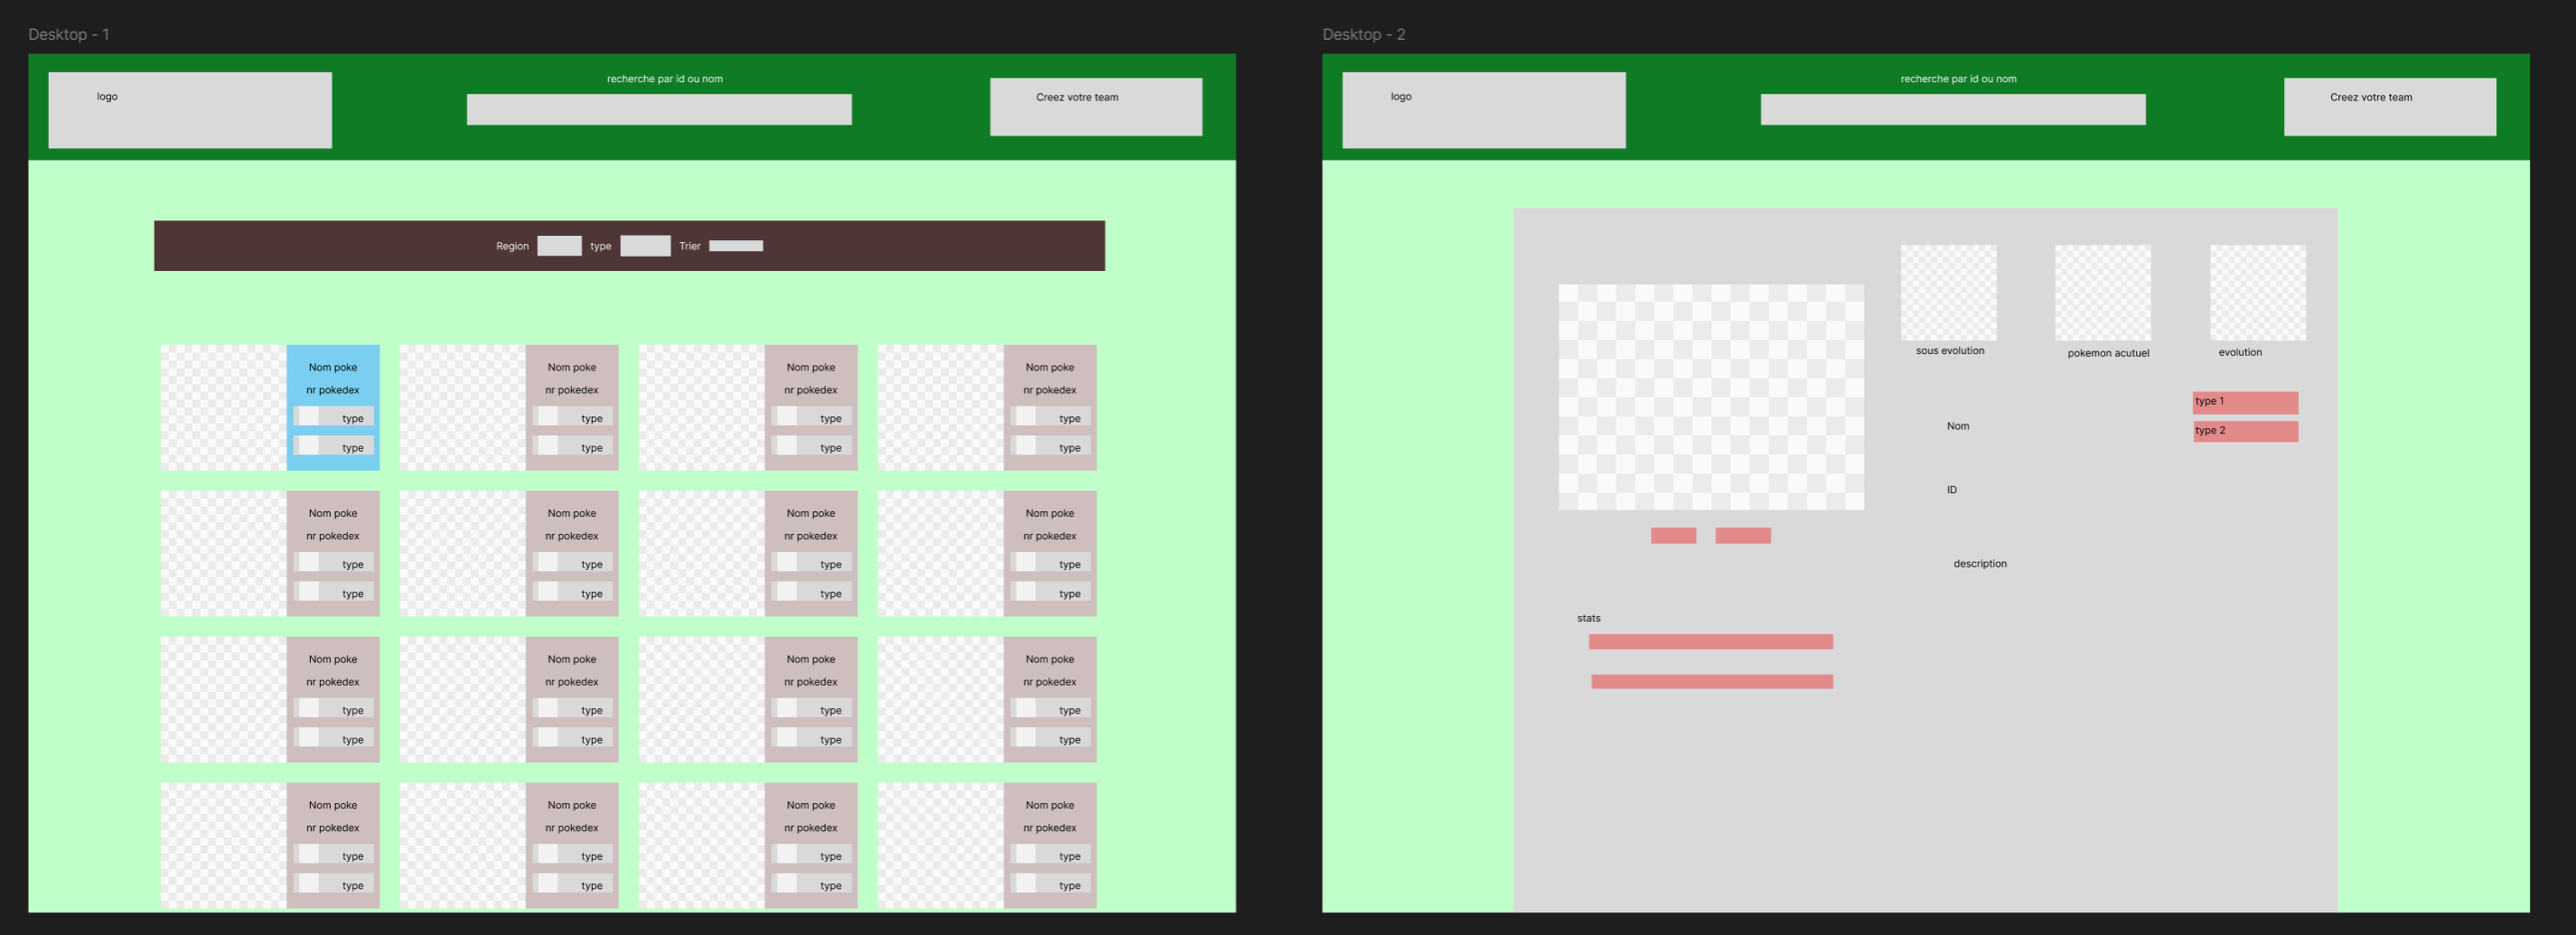 Desktop - 1
logo
recherche par id ou nom
Creez votre team
Region type Trier
Nom poke Nom poke Nom poke Nom poke
nr pokedex nr pokedex nr pokedex nr pokedex
type type type type
type type type type
Nom poke Nom poke Nom poke Nom poke
nr pokedex nr pokedex nr pokedex nr pokedex
type type type type
type type type type
Nom poke Nom poke Nom poke Nom poke
nr pokedex nr pokedex nr pokedex nr pokedex
type type type type
type type type type
Nom poke Nom poke Nom poke Nom poke
nr pokedex nr pokedex nr pokedex nr pokedex
type type type type
type type type type
Desktop - 2
logo
recherche par id ou nom
Creez votre team
sous evolution
pokemon acutuel
evolution
type 1
type 2
Nom
ID
description
stats